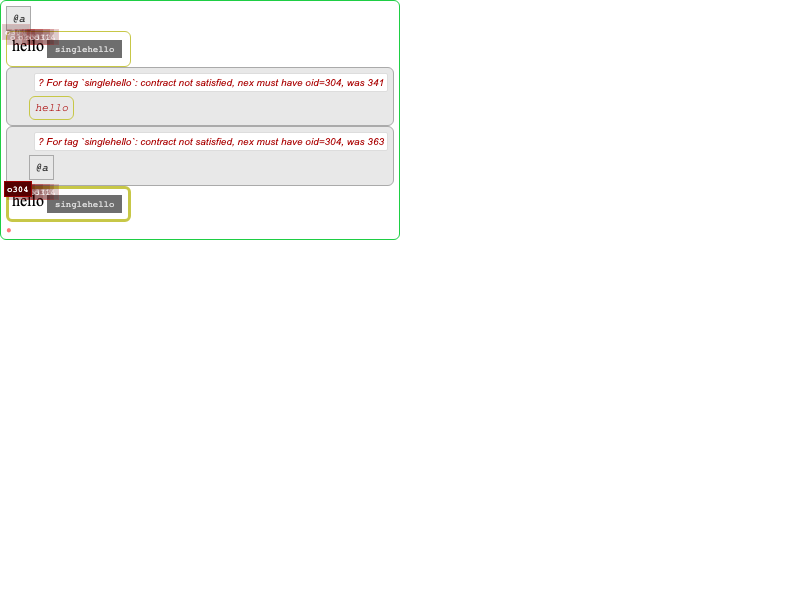 @a
hello singlehello
? For tag `singlehello`: contract not satisfied, nex must have oid=304, was 341
hello
? For tag `singlehello`: contract not satisfied, nex must have oid=304, was 363
@a
o304
hello singlehello